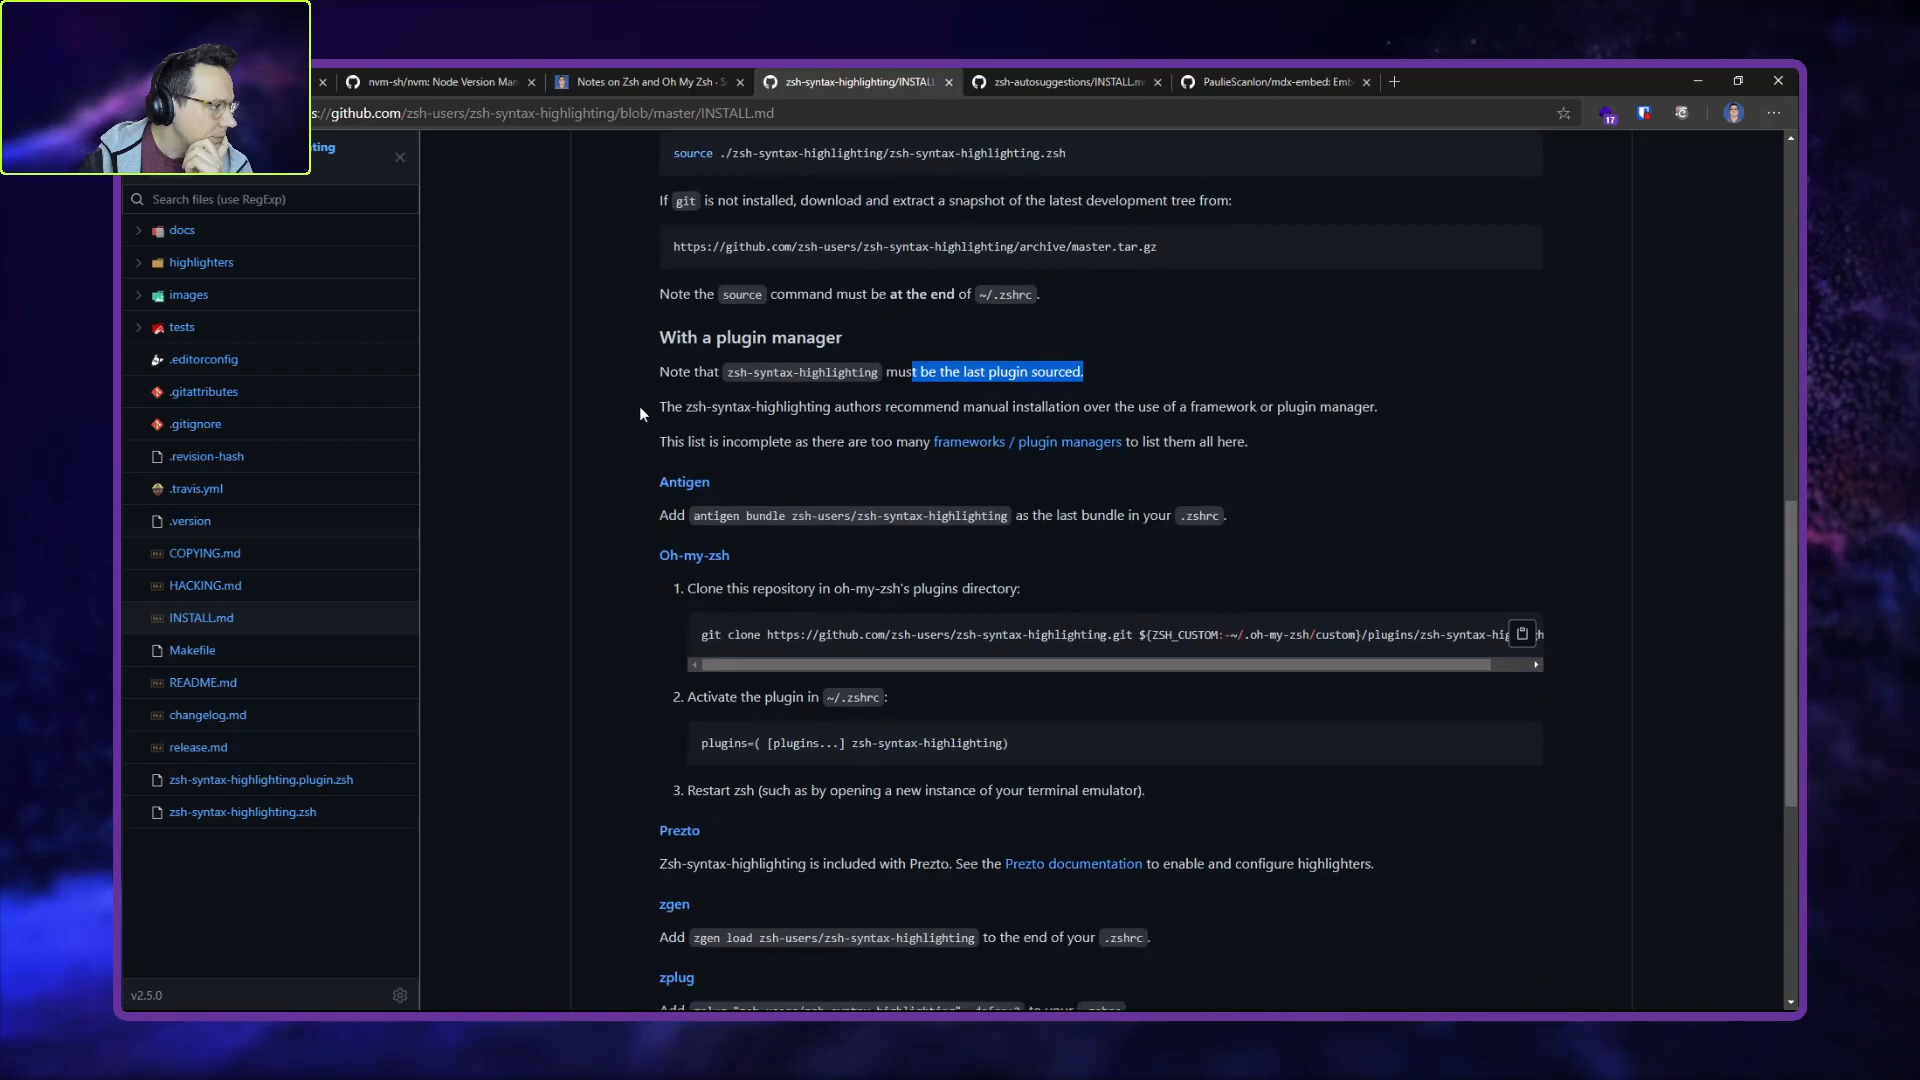 nvm-sh/nvm: Node Version Man
Notes on Zsh and Oh My Zsh · S
zsh-syntax-highlighting/INSTALL
zsh-autosuggestions/INSTALL.m
PaulieScanlon/mdx-embed: Emb
://github.com/zsh-users/zsh-syntax-highlighting/blob/master/INSTALL.md
17
ting
Search files (use RegExp)
docs
highlighters
images
tests
.editorconfig
.gitattributes
.gitignore
.revision-hash
.travis.yml
.version
COPYING.md
HACKING.md
INSTALL.md
Makefile
README.md
changelog.md
release.md
zsh-syntax-highlighting.plugin.zsh
zsh-syntax-highlighting.zsh
v2.5.0
source ./zsh-syntax-highlighting/zsh-syntax-highlighting.zsh
If git is not installed, download and extract a snapshot of the latest development tree from:
https://github.com/zsh-users/zsh-syntax-highlighting/archive/master.tar.gz
Note the source command must be at the end of ~/.zshrc.
With a plugin manager
Note that zsh-syntax-highlighting must be the last plugin sourced.
The zsh-syntax-highlighting authors recommend manual installation over the use of a framework or plugin manager.
This list is incomplete as there are too many frameworks / plugin managers to list them all here.
Antigen
Add antigen bundle zsh-users/zsh-syntax-highlighting as the last bundle in your .zshrc.
Oh-my-zsh
1. Clone this repository in oh-my-zsh's plugins directory:
git clone https://github.com/zsh-users/zsh-syntax-highlighting.git ${ZSH_CUSTOM:-~/.oh-my-zsh/custom}/plugins/zsh-syntax-hig
2. Activate the plugin in ~/.zshrc:
plugins=( [plugins...] zsh-syntax-highlighting)
3. Restart zsh (such as by opening a new instance of your terminal emulator).
Prezto
Zsh-syntax-highlighting is included with Prezto. See the Prezto documentation to enable and configure highlighters.
zgen
Add zgen load zsh-users/zsh-syntax-highlighting to the end of your .zshrc.
zplug
Add zplug "zsh-users/zsh-syntax-highlighting", defer:2 to your .zshrc.